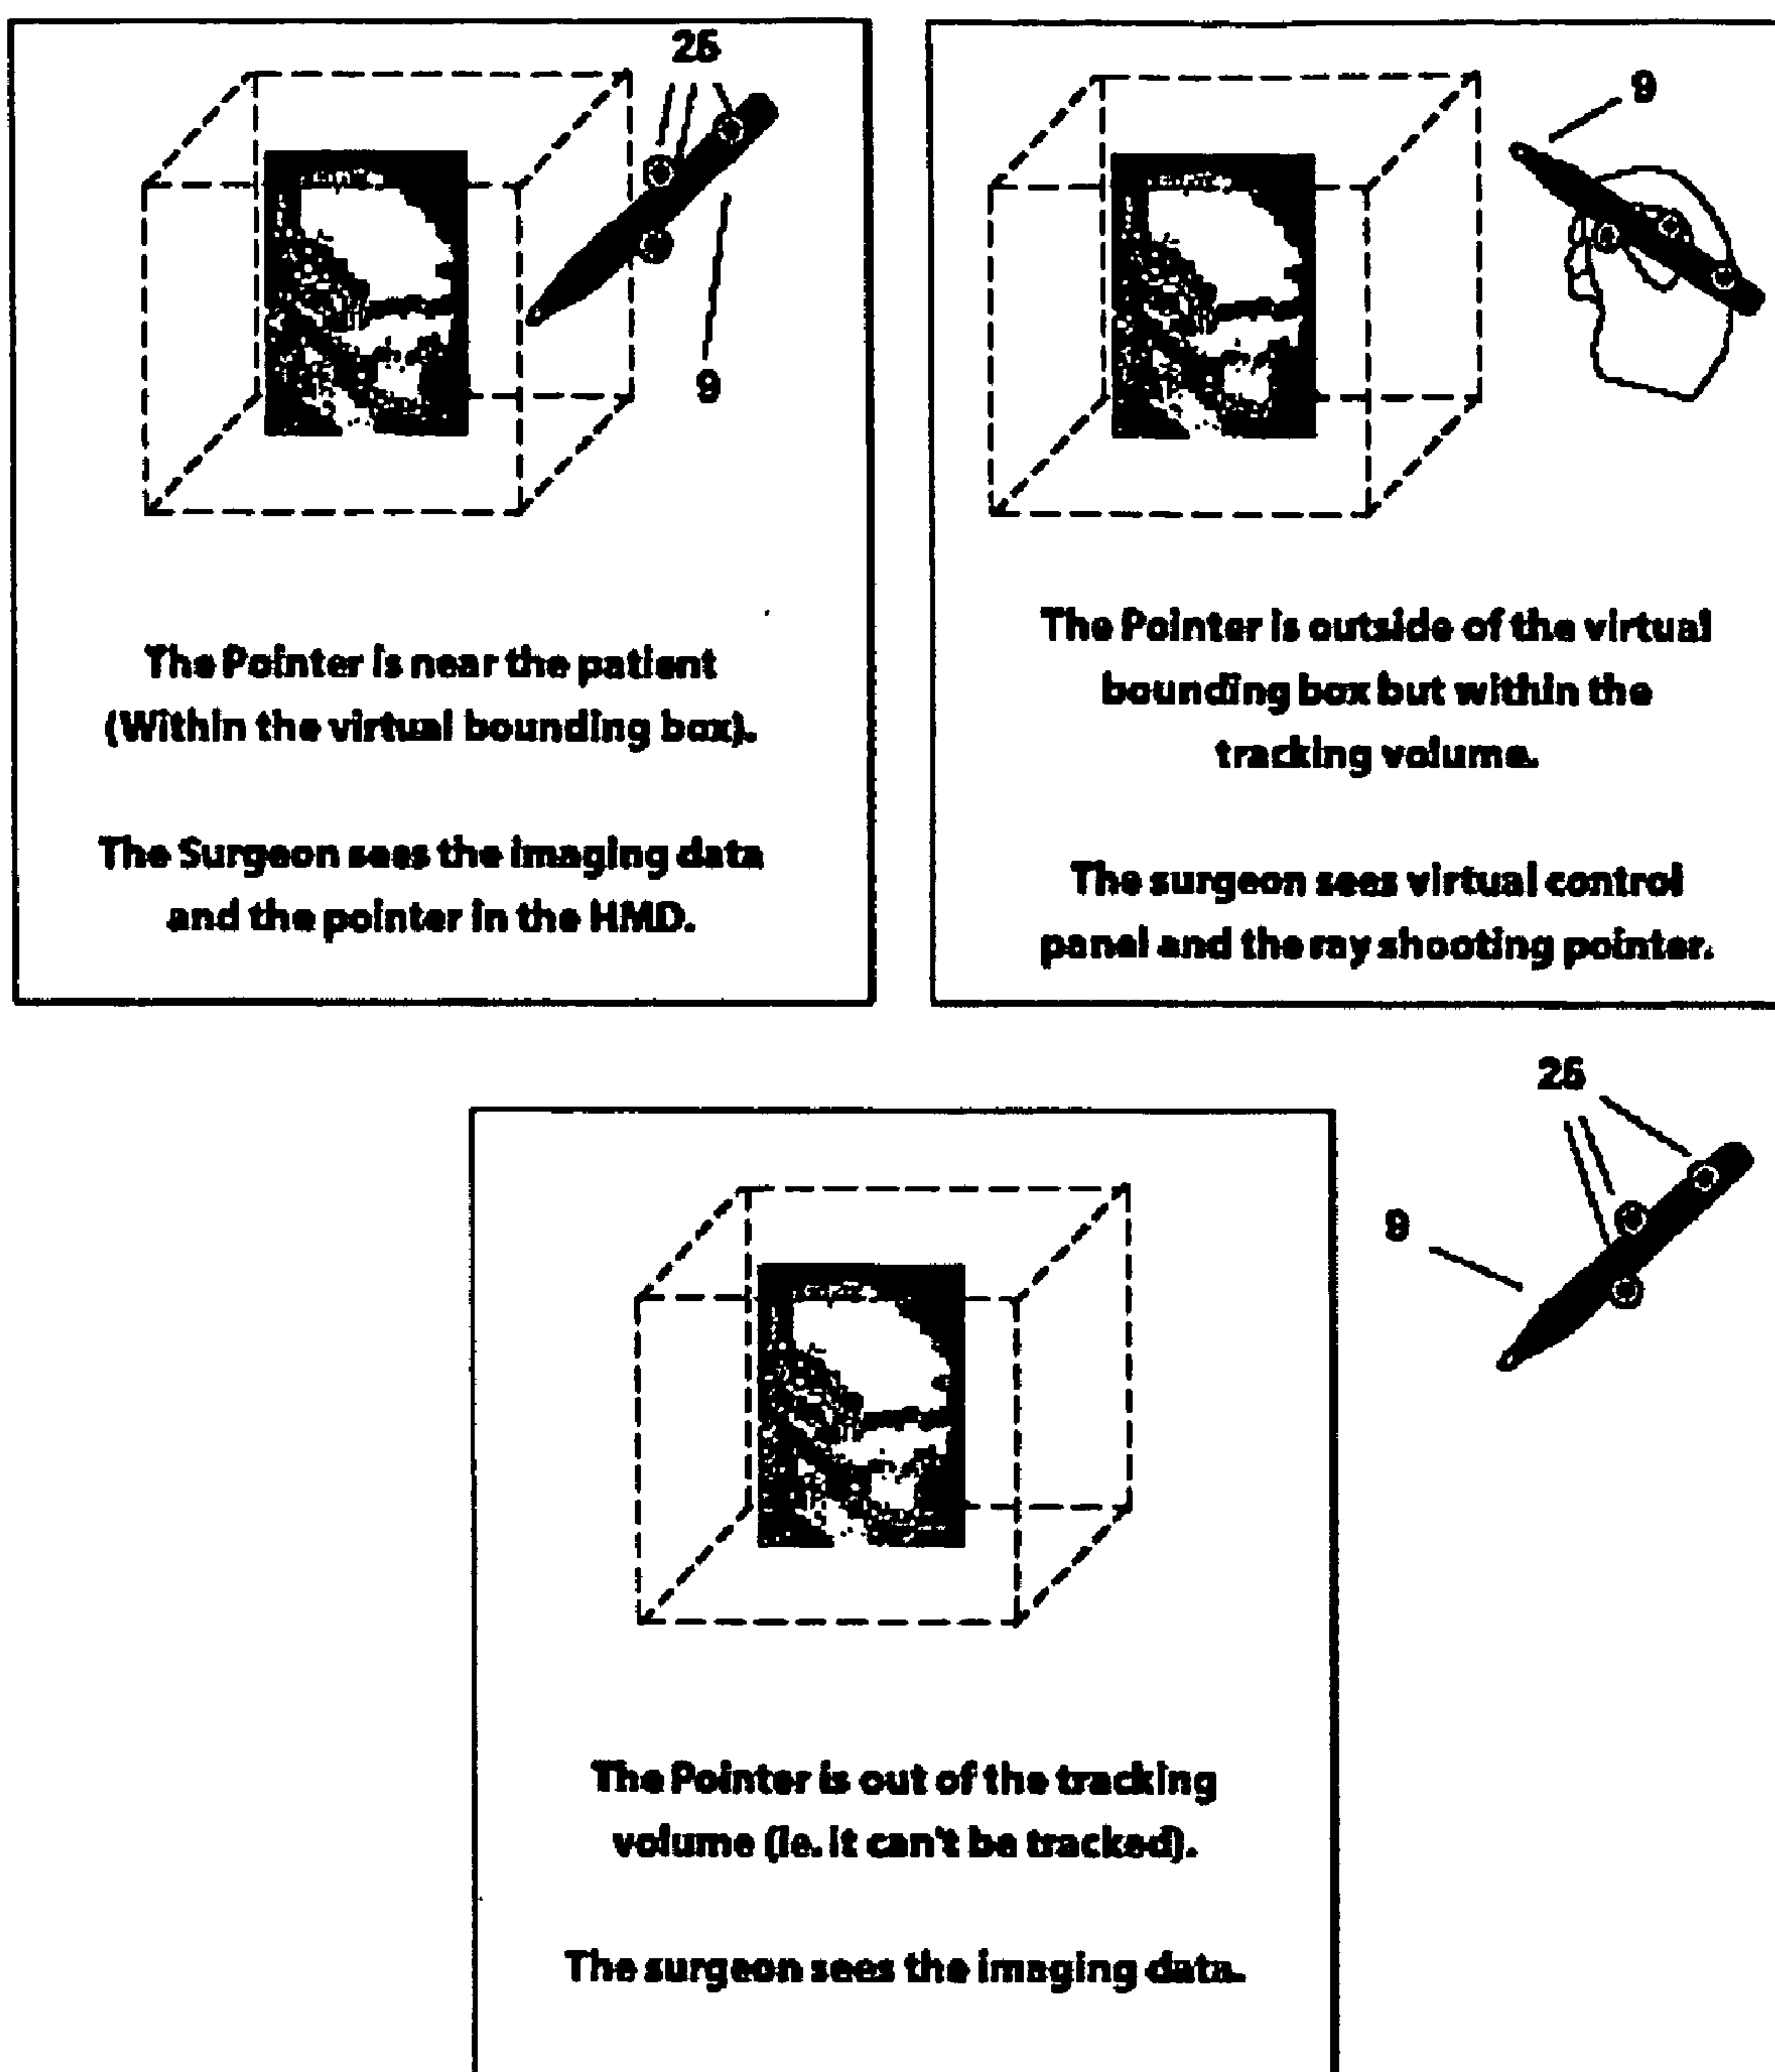 25
9
The Pointer is near the patient
(Within the virtual bounding box).
The Surgeon sees the imaging data
and the pointer in the HMD.
9
The Pointer is outside of the virtual
bounding box but within the
tracking volume.
The surgeon sees virtual control
panel and the ray shooting pointer.
25
9
The Pointer is out of the tracking
volume (ie. it can't be tracked).
The surgeon sees the imaging data.